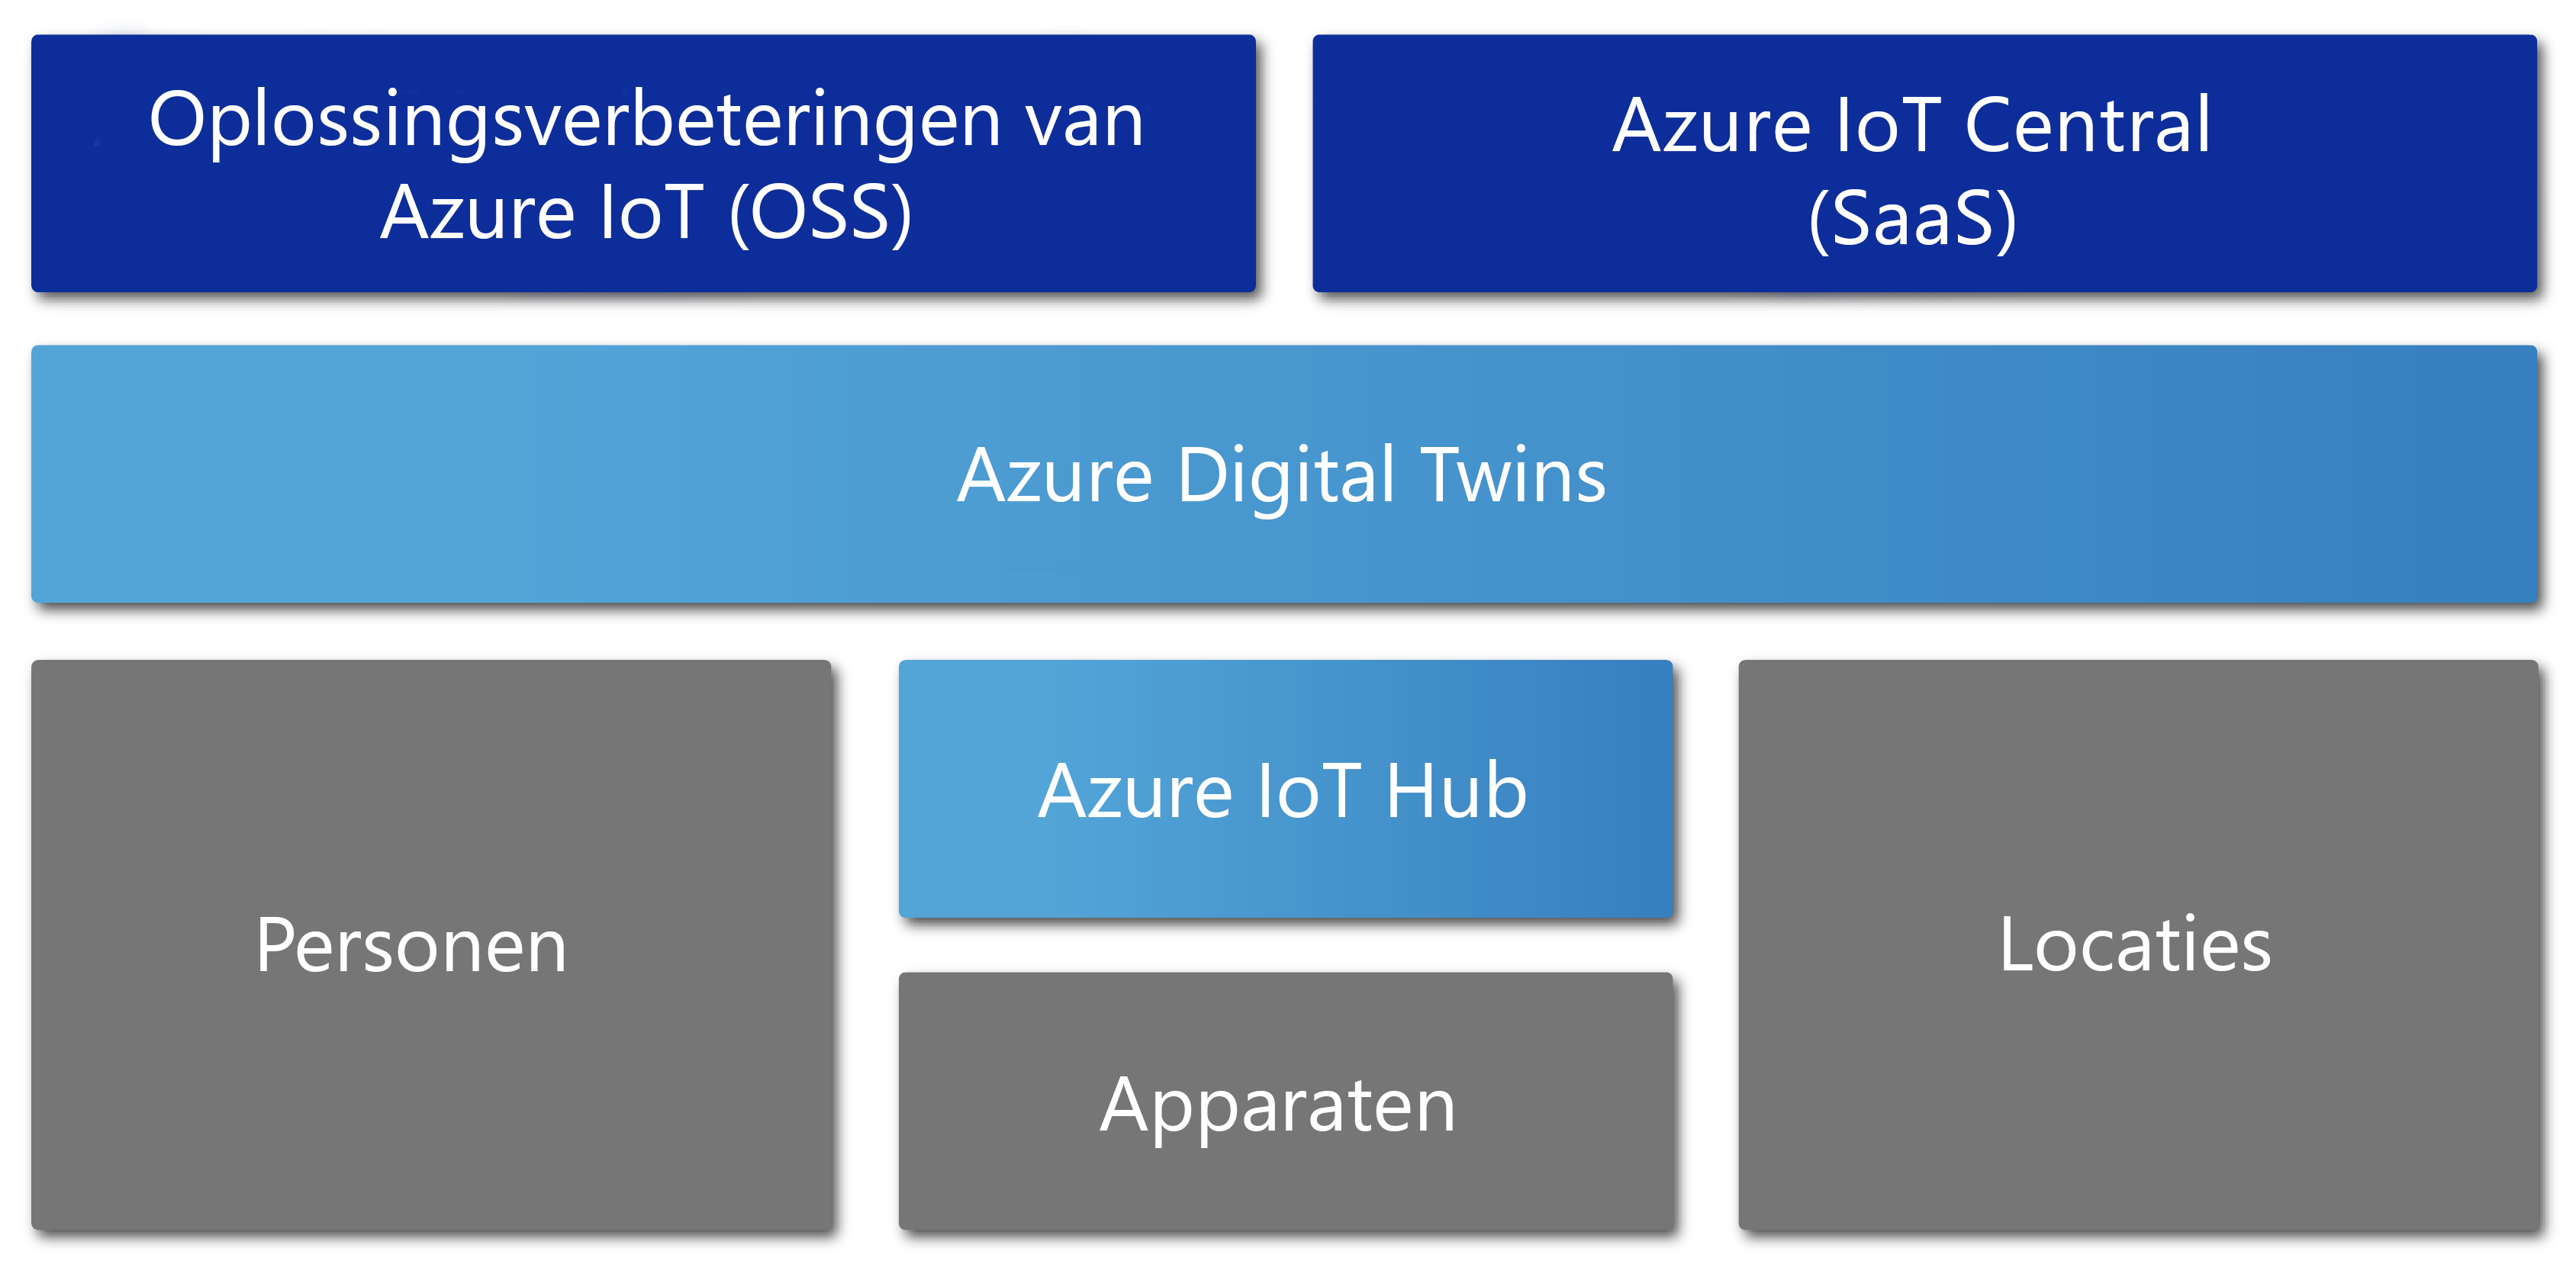 Oplossingsverbeteringen van
Azure IoT (OSS)
Azure IoT Central
(SaaS)
Azure Digital Twins
Personen
Azure IoT Hub
Apparaten
Locaties